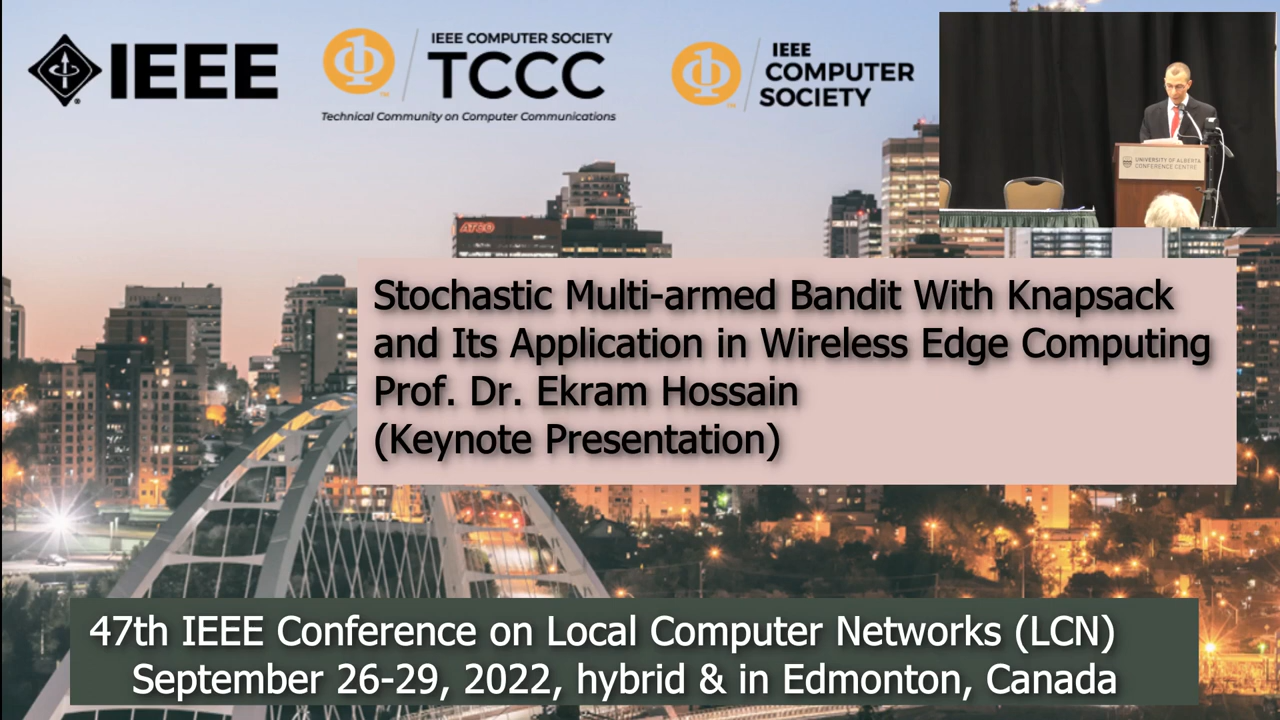 IEEE
IEEE COMPUTER SOCIETY
TCCC
Technical Community on Computer Communications
IEEE
COMPUTER
SOCIETY
UNIVERSITY OF ALBERTA
CONFERENCE CENTRE
ATCO
Stochastic Multi-armed Bandit With Knapsack
and Its Application in Wireless Edge Computing
Prof. Dr. Ekram Hossain
(Keynote Presentation)
47th IEEE Conference on Local Computer Networks (LCN)
September 26-29, 2022, hybrid & in Edmonton, Canada